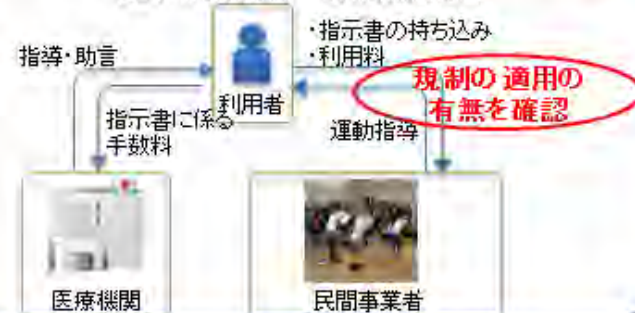 ・指示書の持ち込み
・利用料
指導・助言
規制の適用の
有無を確認
利用者
指示書に係る
手数料
運動指導
医療機関
民間事業者